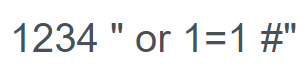 1234 " or 1=1 #"